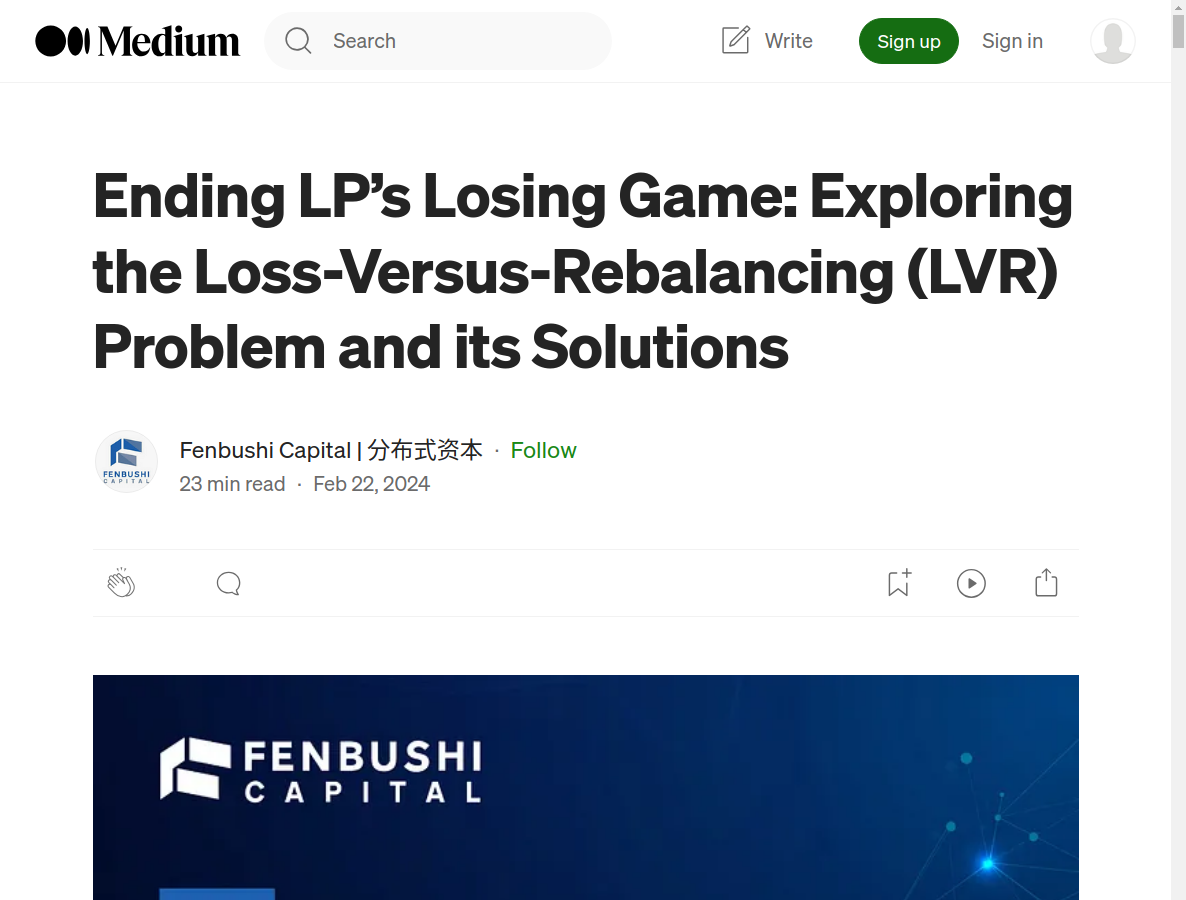 Medium
Search
Write
Sign up
Sign in
Ending LP’s Losing Game: Exploring
the Loss-Versus-Rebalancing (LVR)
Problem and its Solutions
FENBUSHI
CAPITAL
Fenbushi Capital | 分布式资本 · Follow
23 min read · Feb 22, 2024
FENBUSHI
CAPITAL